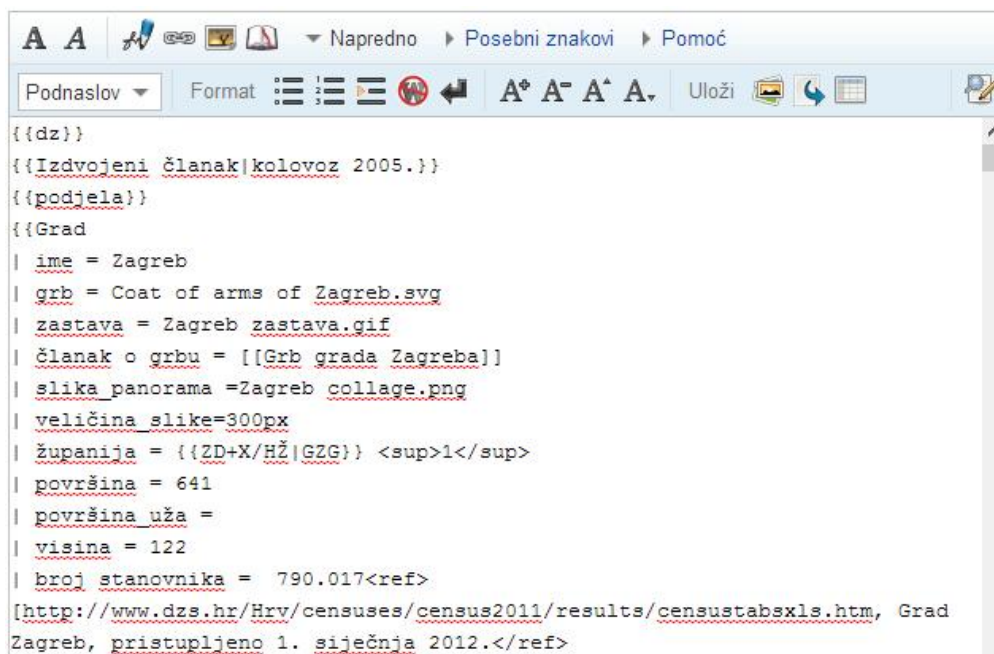 A A Napredno Posebni znakovi Pomoć
Podnaslov Format A A A A Uloži
{{dz}}
{{Izdvojeni članak|kolovoz 2005.}}
{{podjela}}
{{Grad
| ime = Zagreb
| grb = Coat of arms of Zagreb.svg
| zastava = Zagreb zastava.gif
| članak o grbu = [[Grb grada Zagreba]]
| slika_panorama =Zagreb collage.png
| veličina_slike=300px
| županija = {{ZD+X/HŽ|GZG}} <sup>1</sup>
| površina = 641
| površina_uža =
| visina = 122
| broj stanovnika =  790.017<ref>
[http://www.dzs.hr/Hrv/censuses/census2011/results/censustabsxls.htm, Grad
Zagreb, pristupljeno 1. siječnja 2012.</ref>